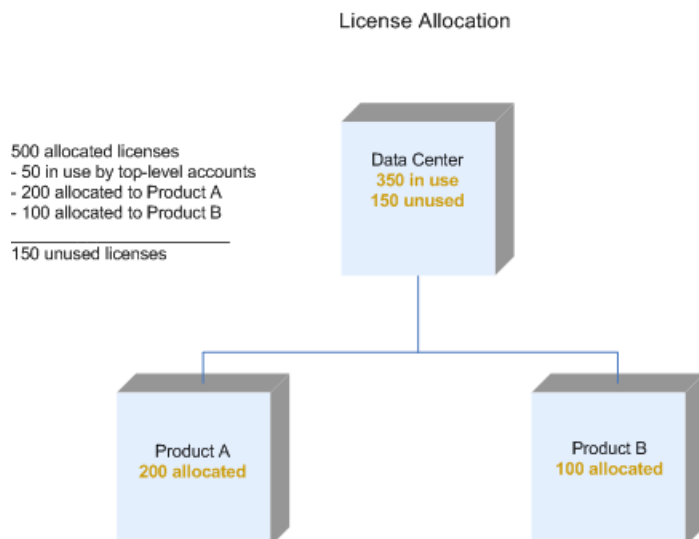 License Allocation
500 allocated licenses
- 50 in use by top-level accounts
- 200 allocated to Product A
- 100 allocated to Product B
150 unused licenses
Data Center
350 in use
150 unused
Product A
200 allocated
Product B
100 allocated